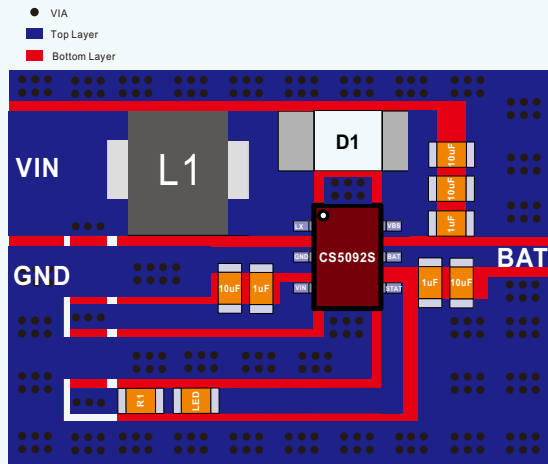 VIA
Top Layer
Bottom Layer
VIN
L1
D1
10uF
10uF
1uF
LX
VBS
GND
CS5092S
BAT
BAT
GND
VIN
STAT
10uF
1uF
1uF
10uF
R1
LED